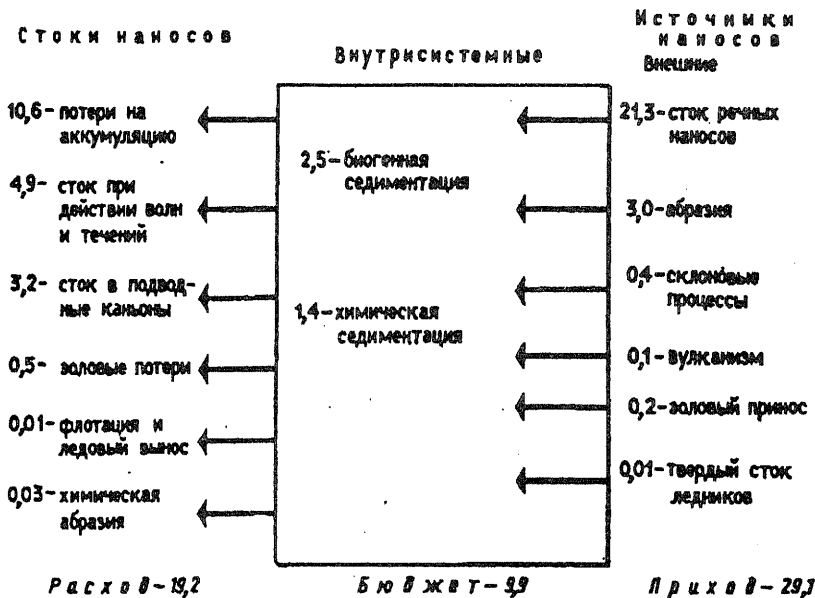 Стоки наносов
10,6- потери на
аккумуляцию
4,9- сток при
действии волн
и течений
3,2- сток в подвод-
ные каньоны
0,5- эоловые потери
0,01- флотация и
ледовый вынос
0,03- химическая
абразия
Расход-19,2
Внутрисистемные
2,5- биогенная
седиментация
1,4- химическая
седиментация
Бюджет-9,9
Источники
наносов
Внешние
21,3- сток речных
наносов
3,0- абразия
0,4- склоновые
процессы
0,1- вулканизм
0,2- эоловый принос
0,01- твердый сток
ледников
Приход-29,1